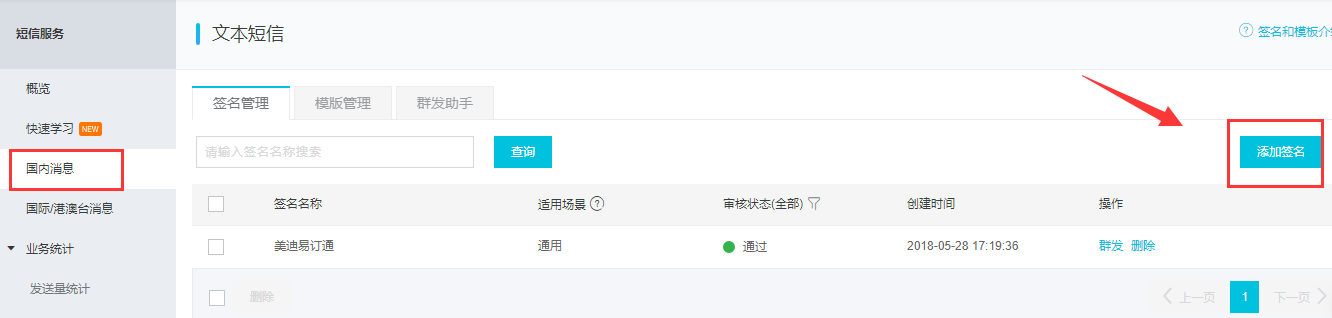 短信服务
概览
快速学习 NEW
国内消息
国际/港澳台消息
业务统计
发送量统计
文本短信
签名和模板介
签名管理 模版管理 群发助手
请输入签名名称搜索 查询 添加签名
签名名称 适用场景 ? 审核状态(全部) 创建时间 操作
美迪易订通 通用 通过 2018-05-28 17:19:36 群发 删除
删除 上一页 1 下一页